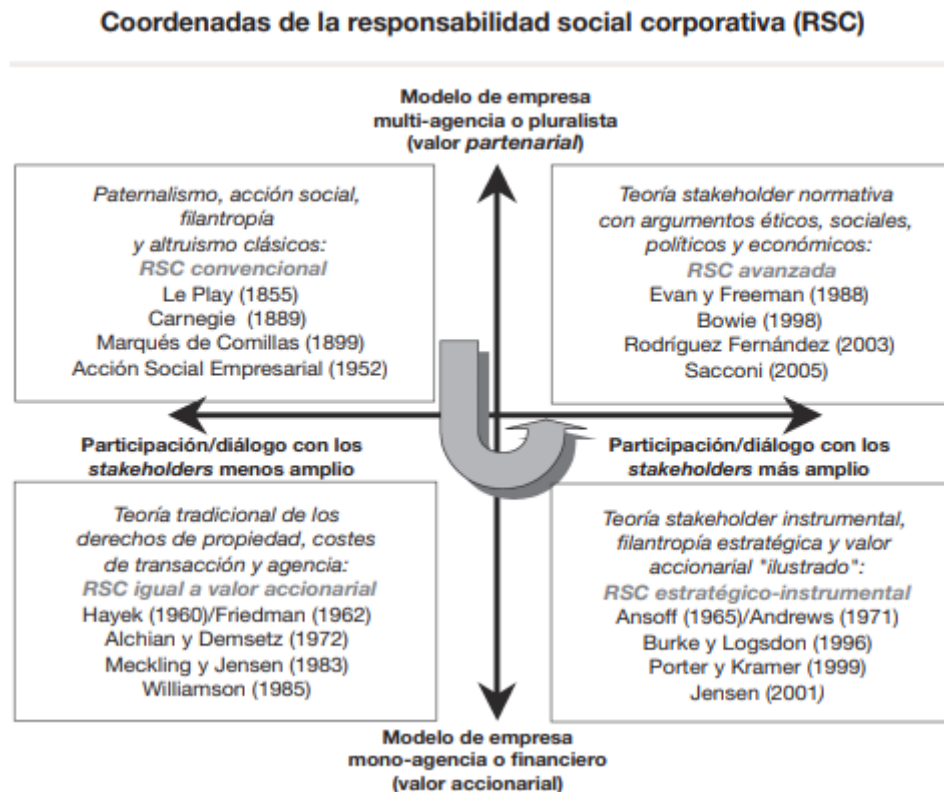 Coordenadas de la responsabilidad social corporativa (RSC)
Modelo de empresa
multi-agencia o pluralista
(valor partenarial)
Paternalismo, acción social,
filantropía
y altruismo clásicos:
RSC convencional
Le Play (1855)
Carnegie (1889)
Marqués de Comillas (1899)
Acción Social Empresarial (1952)
Teoría stakeholder normativa
con argumentos éticos, sociales,
políticos y económicos:
RSC avanzada
Evan y Freeman (1988)
Bowie (1998)
Rodríguez Fernández (2003)
Sacconi (2005)
Participación/diálogo con los
stakeholders menos amplio
Participación/diálogo con los
stakeholders más amplio
Teoría tradicional de los
derechos de propiedad, costes
de transacción y agencia:
RSC igual a valor accionarial
Hayek (1960)/Friedman (1962)
Alchian y Demsetz (1972)
Meckling y Jensen (1983)
Williamson (1985)
Teoría stakeholder instrumental,
filantropía estratégica y valor
accionarial "ilustrado":
RSC estratégico-instrumental
Ansoff (1965)/Andrews (1971)
Burke y Logsdon (1996)
Porter y Kramer (1999)
Jensen (2001)
Modelo de empresa
mono-agencia o financiero
(valor accionarial)